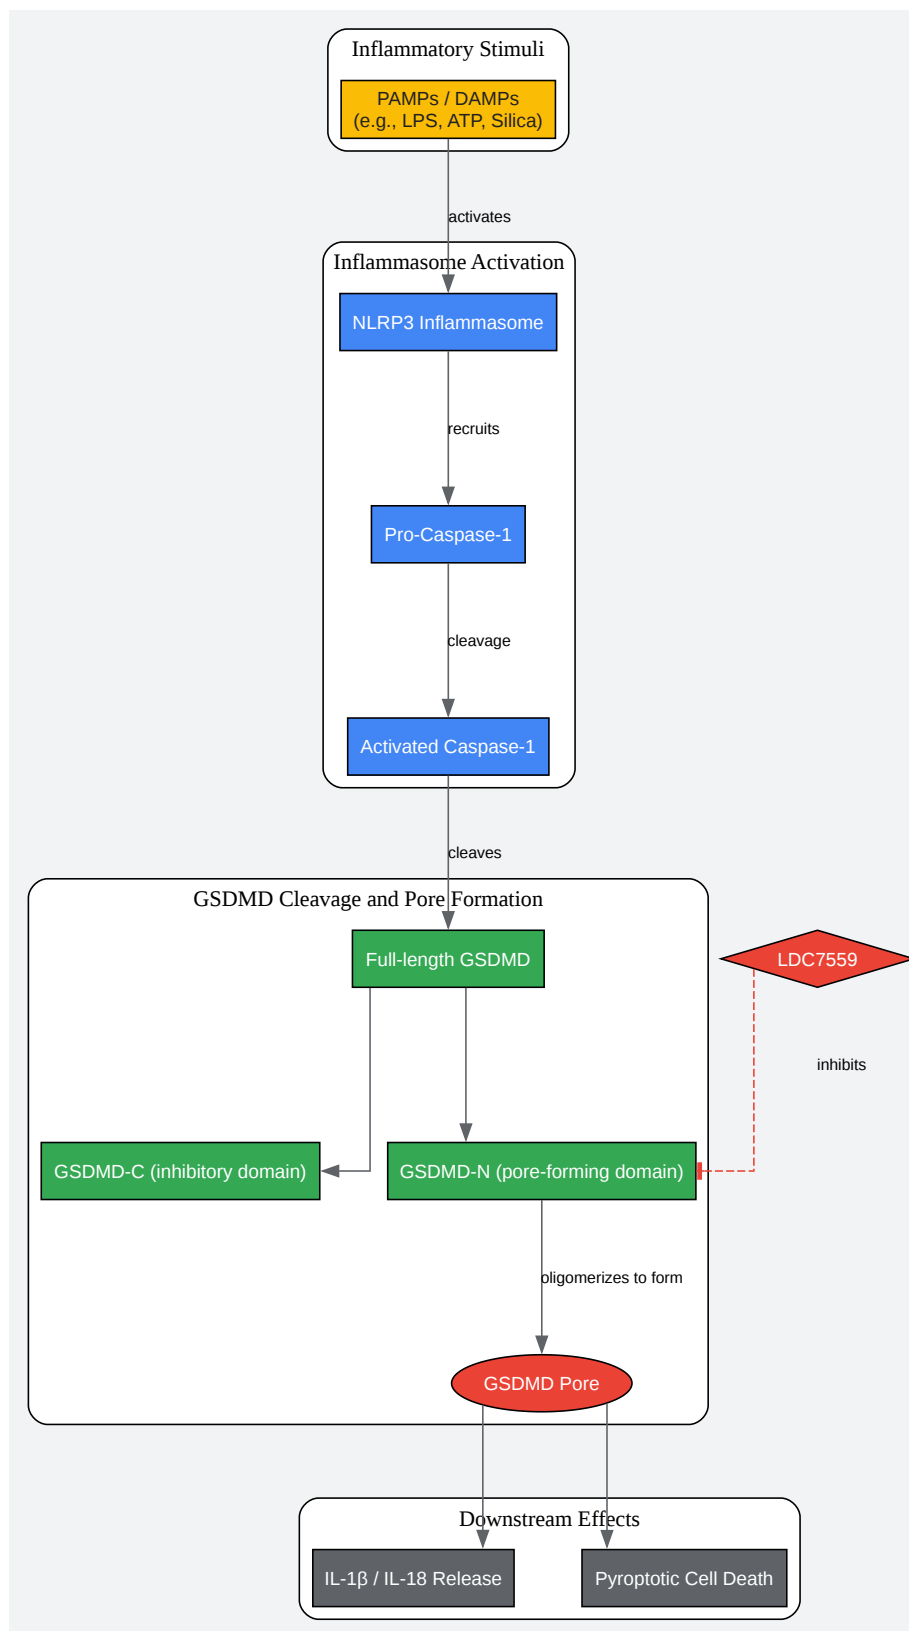 Inflammatory Stimuli
PAMPs / DAMPs
(e.g., LPS, ATP, Silica)
activates
Inflammasome Activation
NLRP3 Inflammasome
recruits
Pro-Caspase-1
cleavage
Activated Caspase-1
cleaves
GSDMD Cleavage and Pore Formation
Full-length GSDMD
LDC7559
inhibits
GSDMD-C (inhibitory domain)
GSDMD-N (pore-forming domain)
oligomerizes to form
GSDMD Pore
Downstream Effects
IL-1β / IL-18 Release
Pyroptotic Cell Death